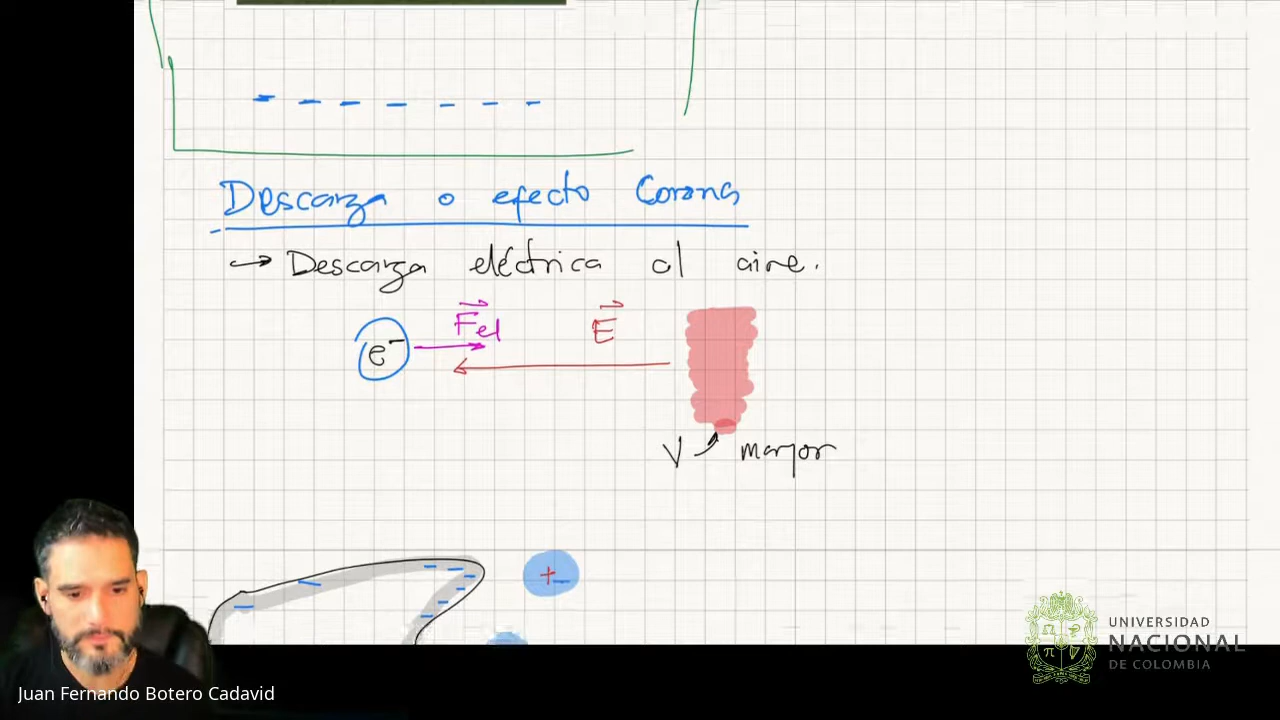 Descarga o efecto Corona
→ Descarga eléctrica al aire.
Fel
E
e-
V mayor
+ -
UNIVERSIDAD
NACIONAL
DE COLOMBIA
Juan Fernando Botero Cadavid